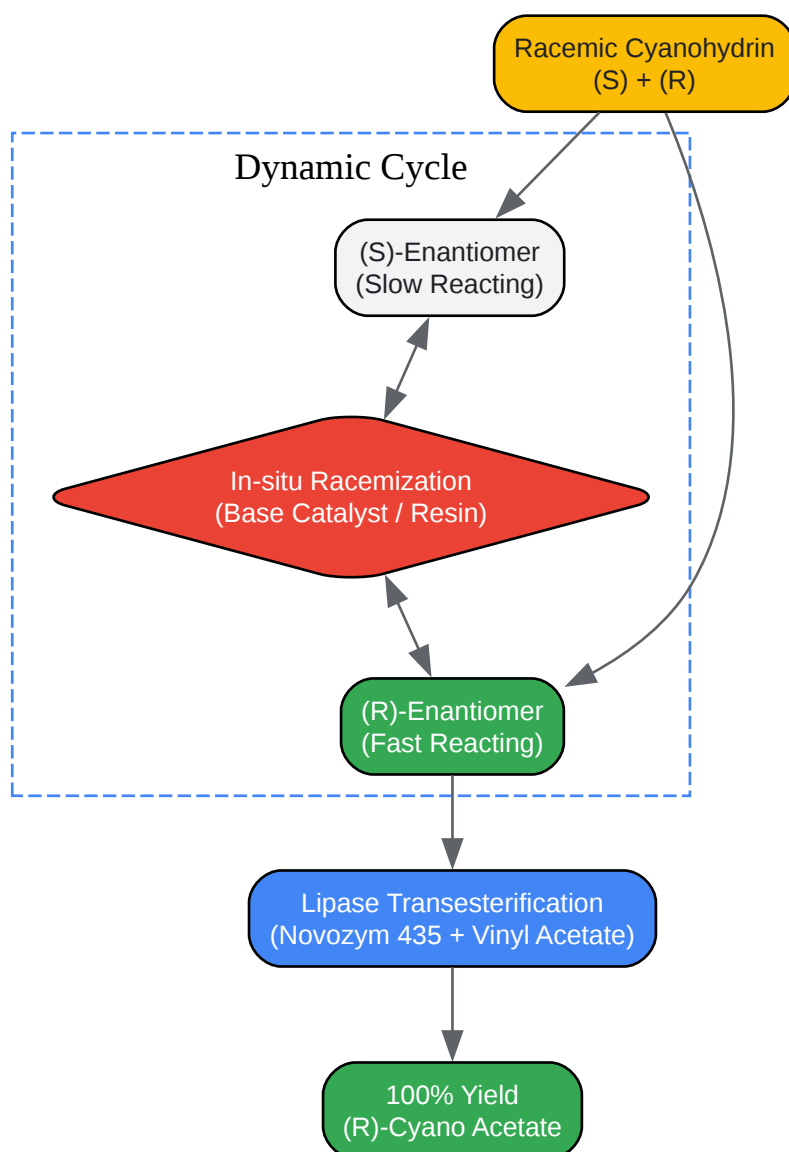 Racemic Cyanohydrin
(S) + (R)
Dynamic Cycle
(S)-Enantiomer
(Slow Reacting)
In-situ Racemization
(Base Catalyst / Resin)
(R)-Enantiomer
(Fast Reacting)
Lipase Transesterification
(Novozym 435 + Vinyl Acetate)
100% Yield
(R)-Cyano Acetate